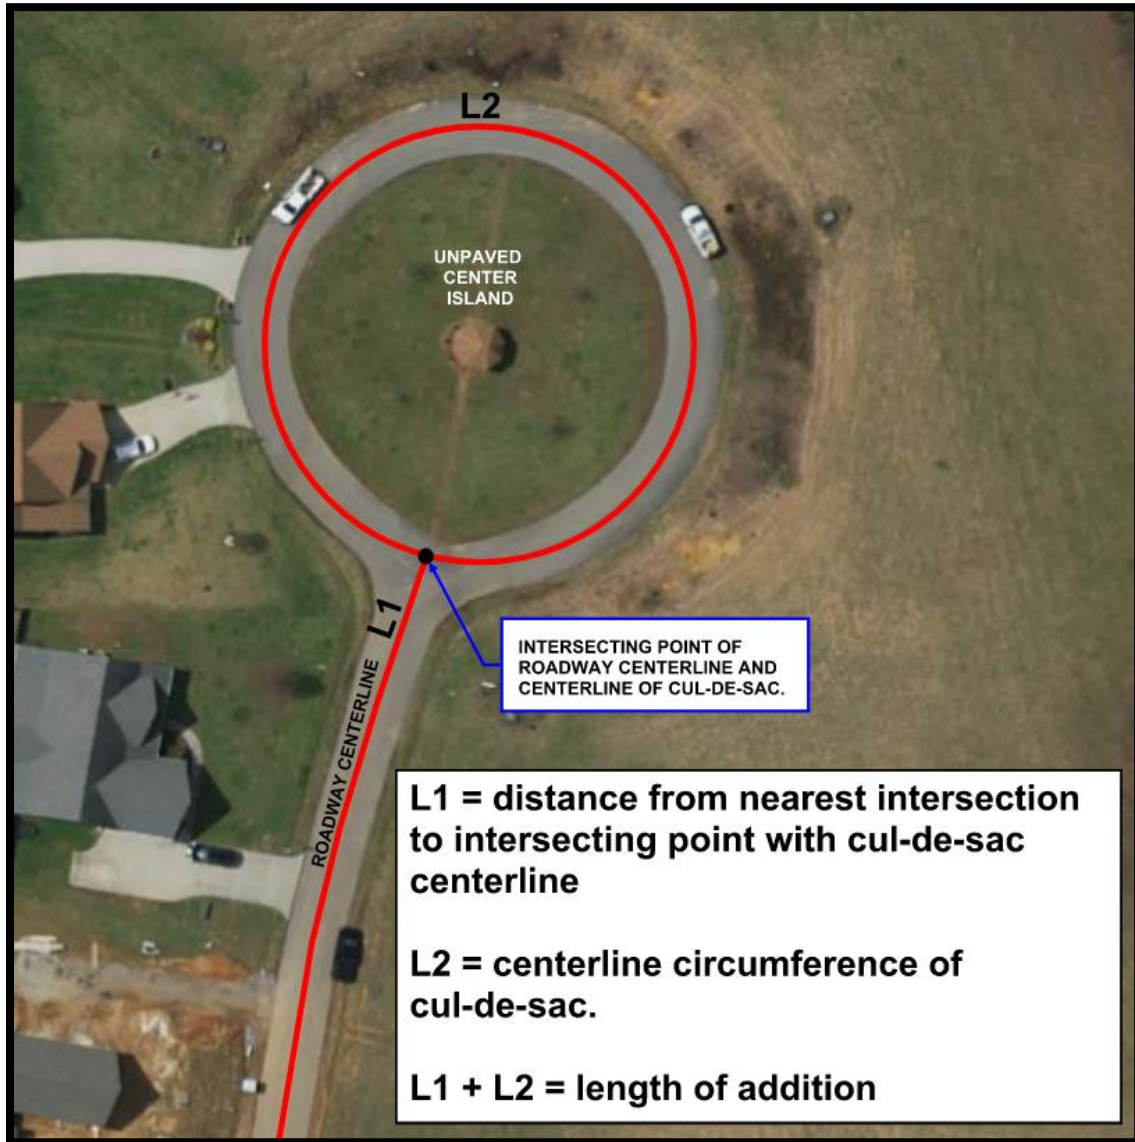 L2
UNPAVED
CENTER
ISLAND
L1
ROADWAY CENTERLINE
INTERSECTING POINT OF
ROADWAY CENTERLINE AND
CENTERLINE OF CUL-DE-SAC.
L1 = distance from nearest intersection
to intersecting point with cul-de-sac
centerline
L2 = centerline circumference of
cul-de-sac.
L1 + L2 = length of addition